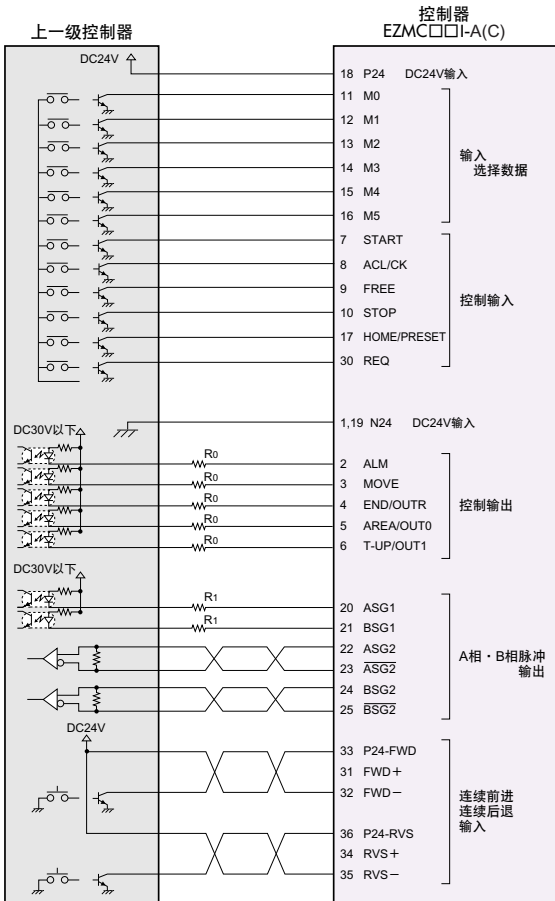 上一级控制器
控制器
EZMC□□I-A(C)
DC24V
18 P24 DC24V输入
11 M0
12 M1
13 M2
14 M3
15 M4
16 M5
输入
选择数据
7 START
8 ACL/CK
9 FREE
10 STOP
17 HOME/PRESET
30 REQ
控制输入
1,19 N24 DC24V输入
DC30V以下
R0
2 ALM
R0
3 MOVE
R0
4 END/OUTR
R0
5 AREA/OUT0
R0
6 T-UP/OUT1
控制输出
DC30V以下
R1
20 ASG1
R1
21 BSG1
22 ASG2
23 A̅S̅G̅2̅
24 BSG2
25 B̅S̅G̅2̅
A相・B相脉冲
输出
DC24V
33 P24-FWD
31 FWD＋
32 FWD－
36 P24-RVS
34 RVS＋
35 RVS－
连续前进
连续后退
输入